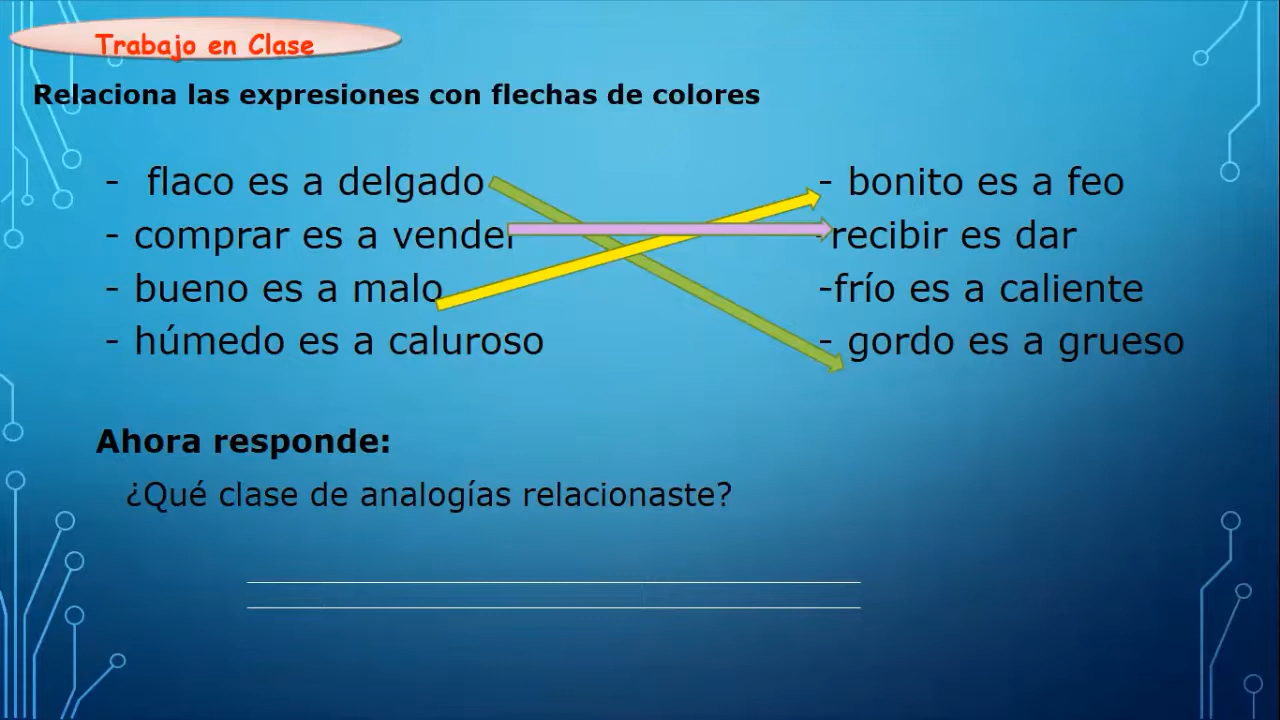 Trabajo en Clase
Relaciona las expresiones con flechas de colores
- flaco es a delgado
- comprar es a vender
- bueno es a malo
- húmedo es a caluroso
- bonito es a feo
-recibir es dar
-frío es a caliente
- gordo es a grueso
Ahora responde:
¿Qué clase de analogías relacionaste?